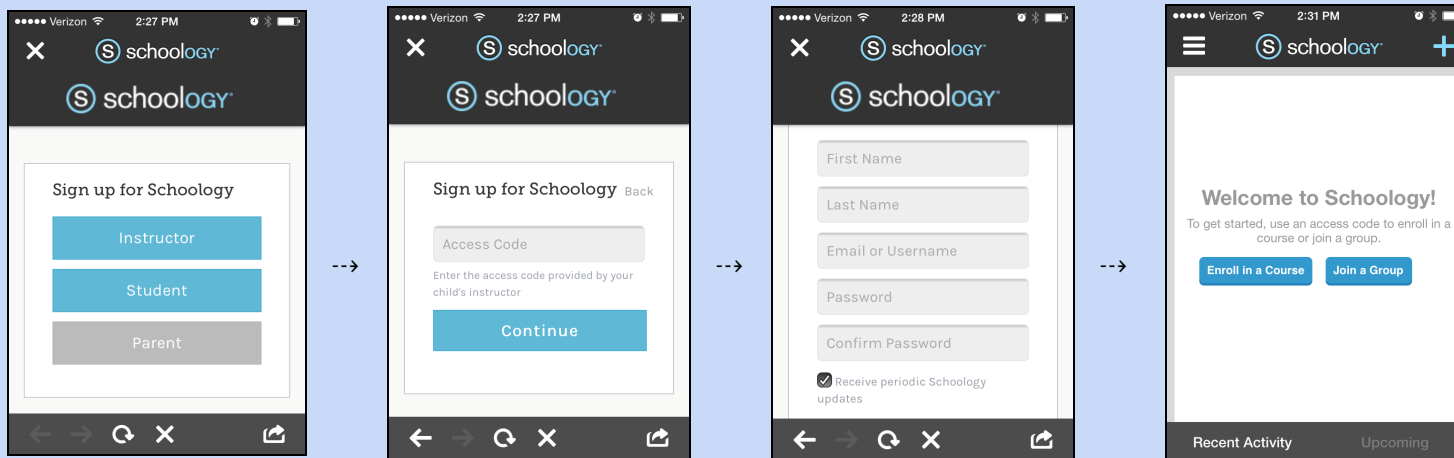 Verizon 2:27 PM
schoology
schoology
Sign up for Schoology
Instructor
Student
Parent
Verizon 2:27 PM
schoology
schoology
Sign up for Schoology Back
Access Code
Enter the access code provided by your
child's instructor
Continue
Verizon 2:28 PM
schoology
schoology
First Name
Last Name
Email or Username
Password
Confirm Password
Receive periodic Schoology
updates
Verizon 2:31 PM
schoology
Welcome to Schoology!
To get started, use an access code to enroll in a
course or join a group.
Enroll in a Course Join a Group
Recent Activity Upcoming